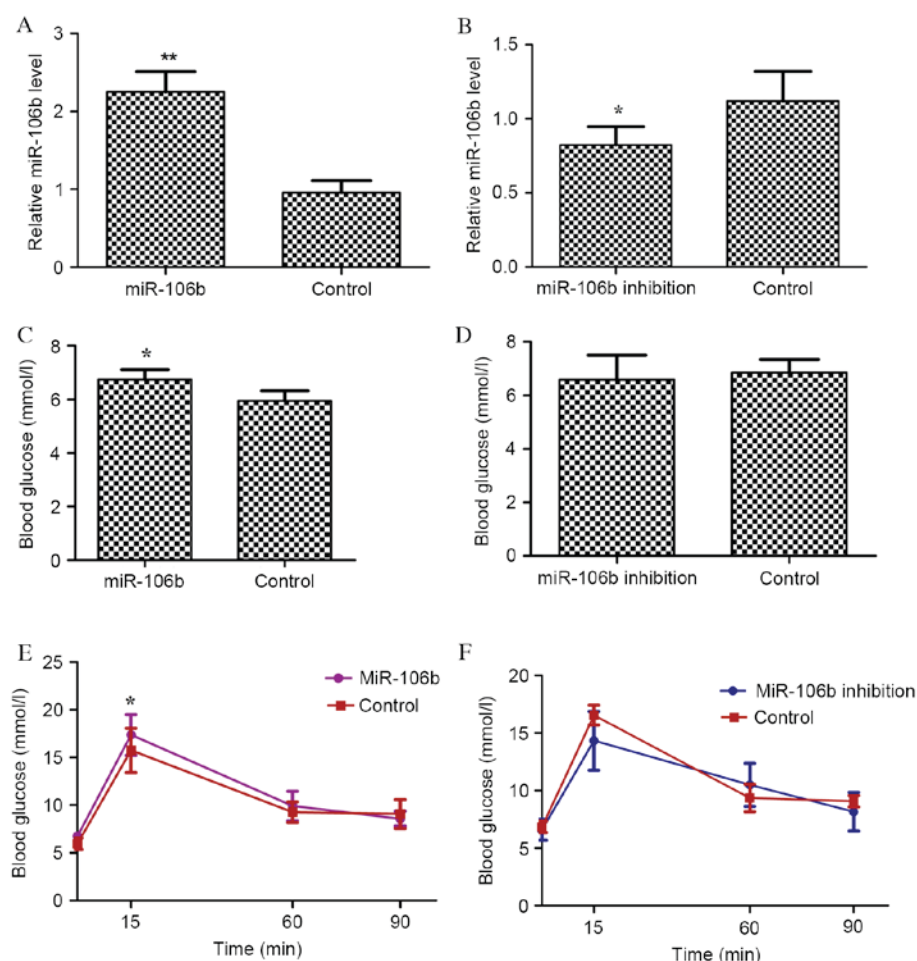 A
Relative miR-106b level
3
2
1
0
**
miR-106b
Control
B
Relative miR-106b level
1.5
1.0
0.5
0.0
*
miR-106b inhibition
Control
C
Blood glucose (mmol/l)
8
6
4
2
0
*
miR-106b
Control
D
Blood glucose (mmol/l)
8
6
4
2
0
miR-106b inhibition
Control
E
Blood glucose (mmol/l)
25
20
15
10
5
0
*
MiR-106b
Control
15
60
90
Time (min)
F
Blood glucose (mmol/l)
20
15
10
5
0
MiR-106b inhibition
Control
15
60
90
Time (min)